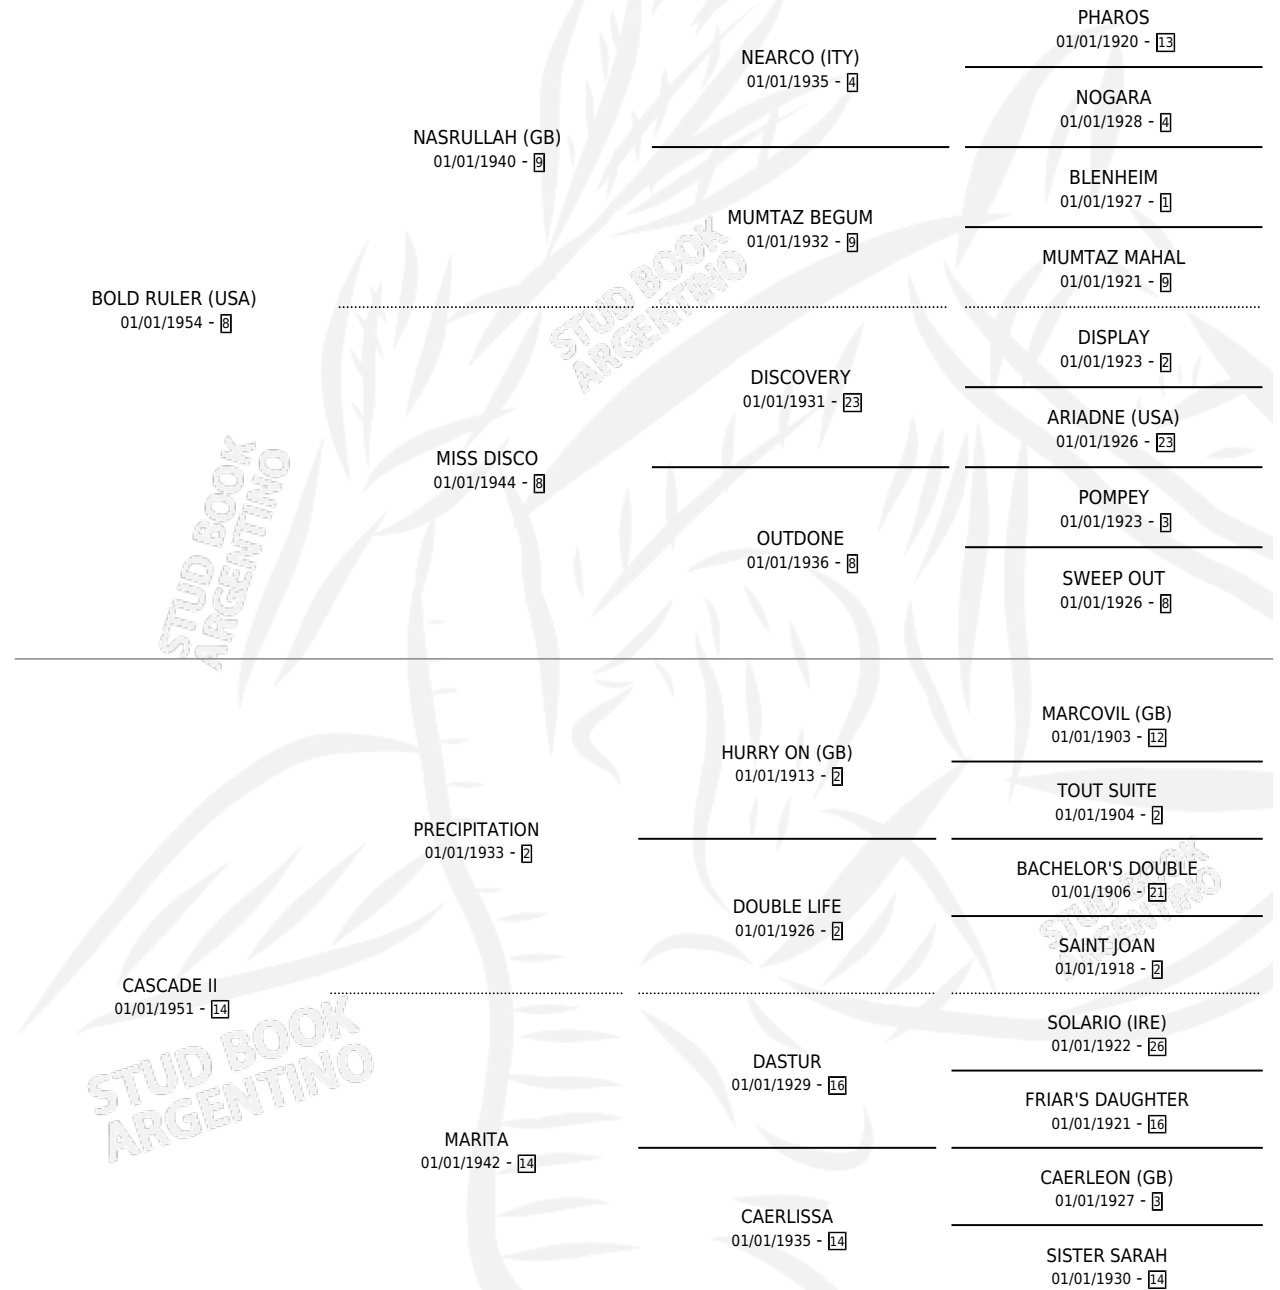 PHAROS
01/01/1920 - 13
NEARCO (ITY)
01/01/1935 - 4
NOGARA
01/01/1928 - 4
NASRULLAH (GB)
01/01/1940 - 9
BLENHEIM
01/01/1927 - 1
MUMTAZ BEGUM
01/01/1932 - 9
MUMTAZ MAHAL
01/01/1921 - 9
BOLD RULER (USA)
01/01/1954 - 8
DISPLAY
01/01/1923 - 2
DISCOVERY
01/01/1931 - 23
ARIADNE (USA)
01/01/1926 - 23
MISS DISCO
01/01/1944 - 8
POMPEY
01/01/1923 - 3
OUTDONE
01/01/1936 - 8
SWEEP OUT
01/01/1926 - 8
MARCOVIL (GB)
01/01/1903 - 12
HURRY ON (GB)
01/01/1913 - 2
TOUT SUITE
01/01/1904 - 2
PRECIPITATION
01/01/1933 - 2
BACHELOR'S DOUBLE
01/01/1906 - 21
DOUBLE LIFE
01/01/1926 - 2
SAINT JOAN
01/01/1918 - 2
CASCADE II
01/01/1951 - 14
SOLARIO (IRE)
01/01/1922 - 26
DASTUR
01/01/1929 - 16
FRIAR'S DAUGHTER
01/01/1921 - 16
MARITA
01/01/1942 - 14
CAERLEON (GB)
01/01/1927 - 3
CAERLISSA
01/01/1935 - 14
SISTER SARAH
01/01/1930 - 14
STUD BOOK
ARGENTINO
STUD BOOK
ARGENTINO
STUD BOOK
ARGENTINO
STUD BOOK
ARGENTINO